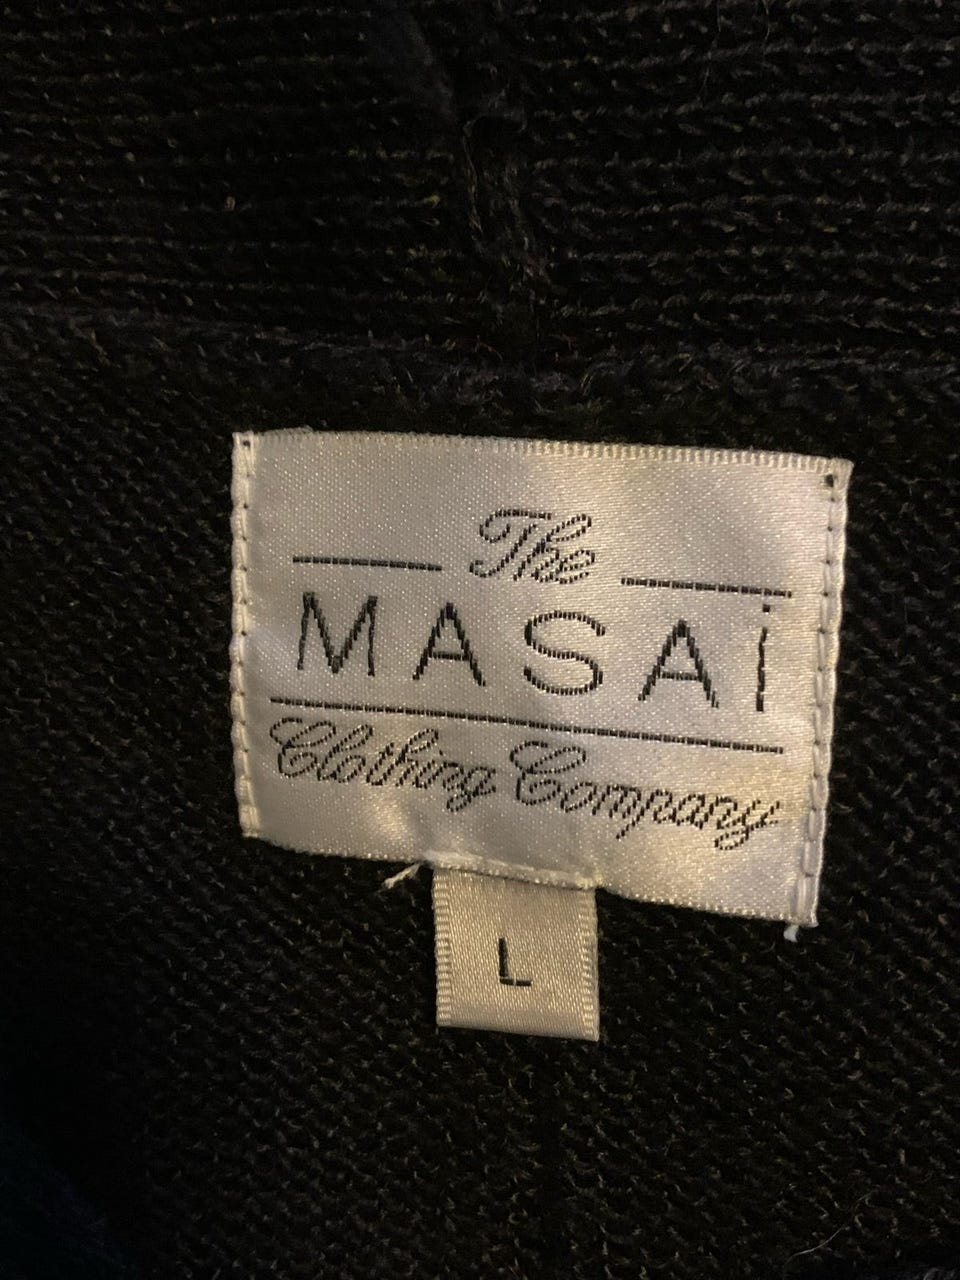 The
MASAi
Clothing Company
L